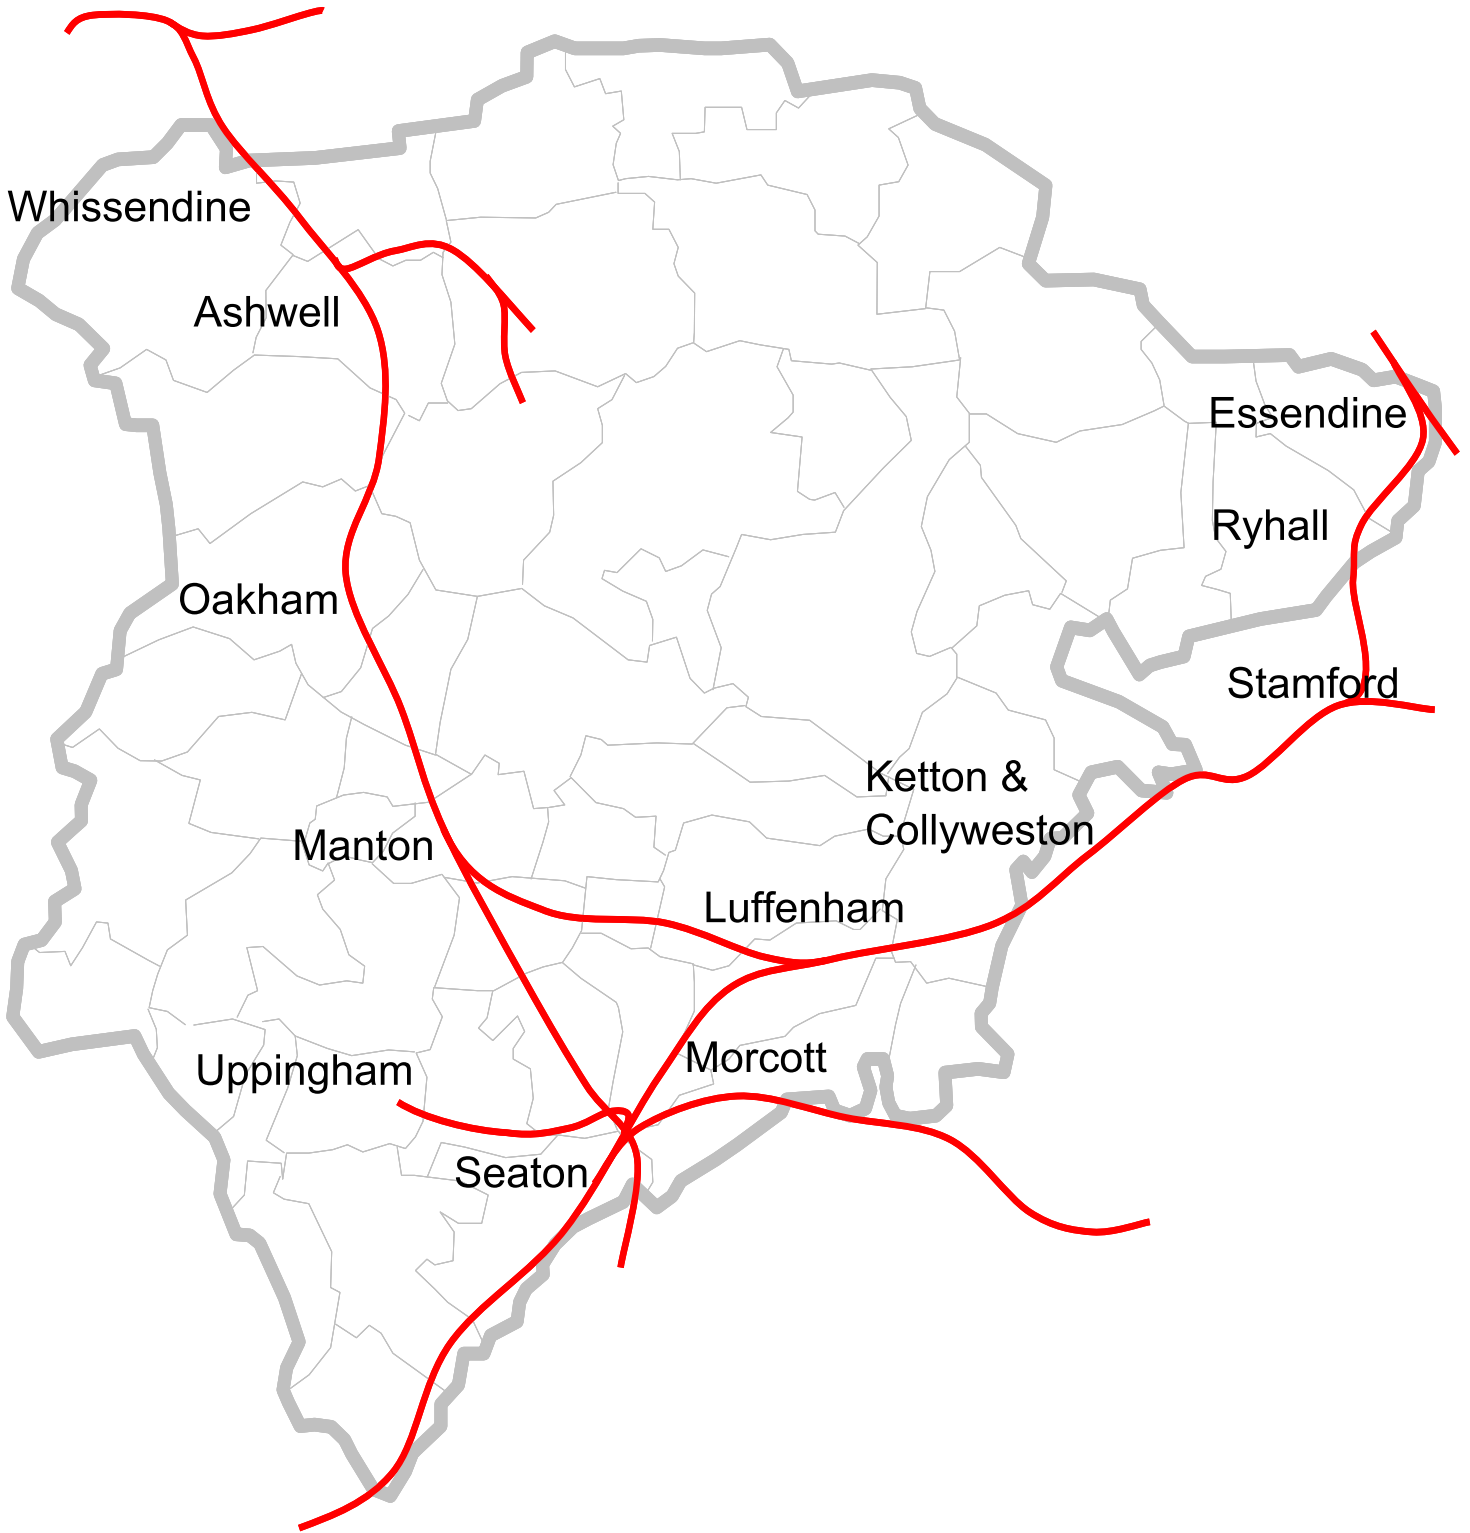 Whissendine
Ashwell
Essendine
Ryhall
Oakham
Stamford
Ketton &
Collyweston
Manton
Luffenham
Morcott
Uppingham
Seaton